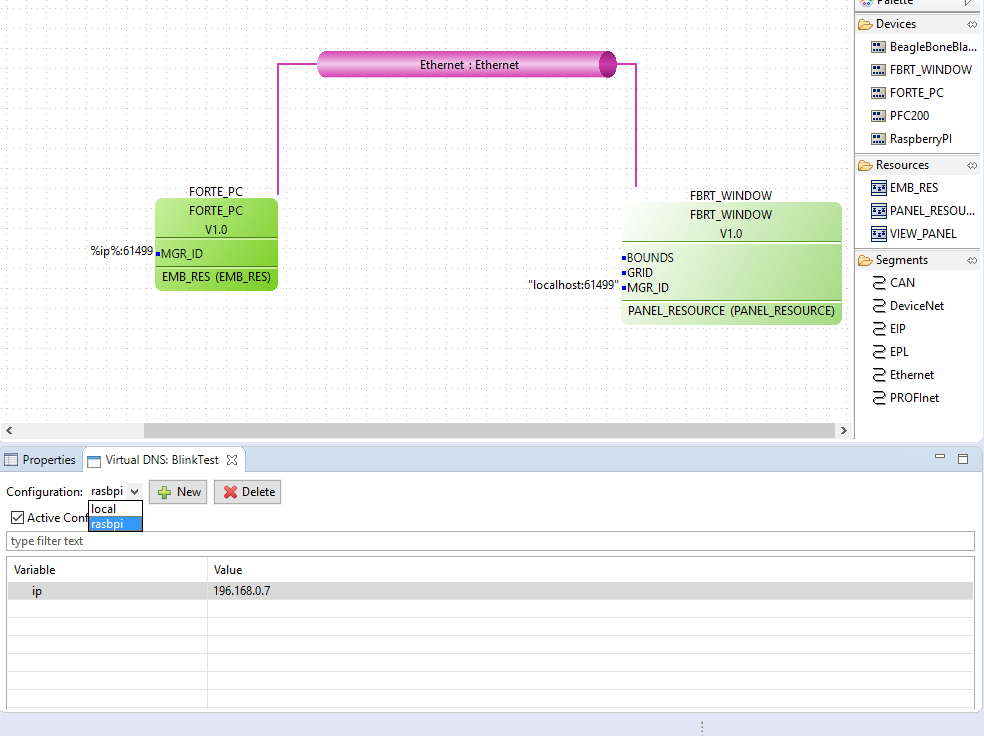 Palette
Devices
BeagleBoneBla...
FBRT_WINDOW
FORTE_PC
PFC200
RaspberryPI
Resources
EMB_RES
PANEL_RESOU...
VIEW_PANEL
Segments
CAN
DeviceNet
EIP
EPL
Ethernet
PROFInet
Ethernet : Ethernet
FORTE_PC
FORTE_PC
V1.0
%ip%:61499
MGR_ID
EMB_RES (EMB_RES)
FBRT_WINDOW
FBRT_WINDOW
V1.0
BOUNDS
GRID
"localhost:61499"
MGR_ID
PANEL_RESOURCE (PANEL_RESOURCE)
Properties
Virtual DNS: BlinkTest
Configuration: rasbpi
New
Delete
local
rasbpi
Active Conf
type filter text
Variable Value
ip 196.168.0.7